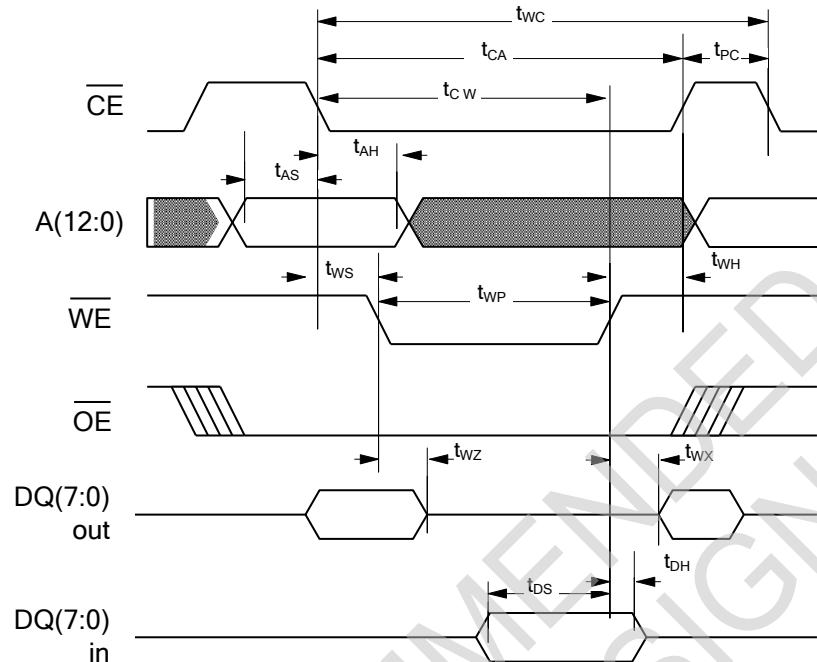 tWC
tCA tPC
tC W
CE
tAH
tAS
A(12:0)
tWS tWH
tWP
WE
OE
tWZ tWX
DQ(7:0)
out
tDH
tDS
DQ(7:0)
in